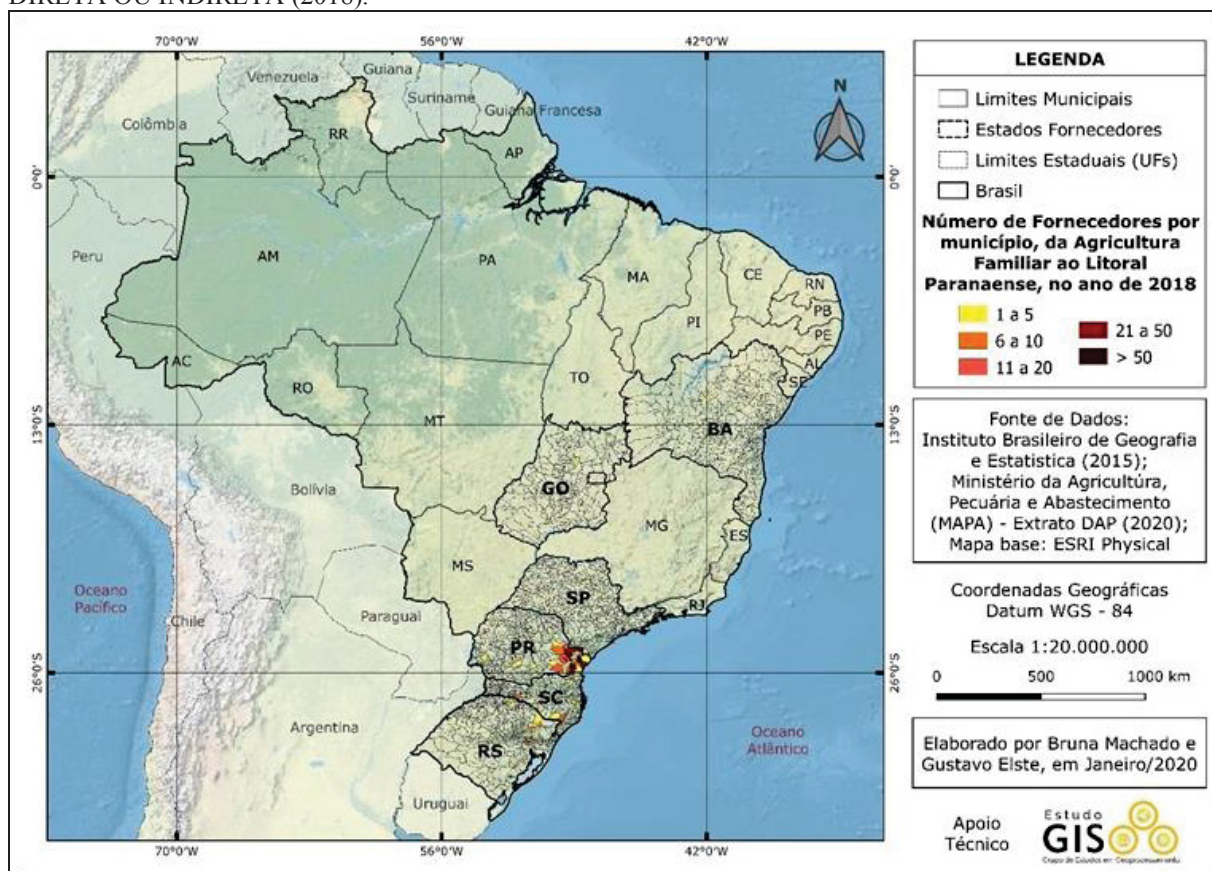 DIRETA OU INDIRETA (2018).
70°0'W
56°0'W
42°0'W
Venezuela
Guiana
Suriname
Guiana Francesa
Colômbia
RR
AP
N
0°0'
0°0'
AM
PA
MA
CE
RN
PB
PE
AL
SE
PI
Peru
AC
RO
TO
MT
BA
13°0'S
13°0'S
GO
Bolívia
MG
ES
MS
SP
RJ
Oceano
Pacífico
Chile
Paraguai
PR
26°0'S
26°0'S
SC
Argentina
RS
Oceano
Atlântico
Uruguai
70°0'W
56°0'W
42°0'W
LEGENDA
Limites Municipais
Estados Fornecedores
Limites Estaduais (UFs)
Brasil
Número de Fornecedores por
município, da Agricultura
Familiar ao Litoral
Paranaense, no ano de 2018
1 a 5
6 a 10
11 a 20
21 a 50
> 50
Fonte de Dados:
Instituto Brasileiro de Geografia
e Estatistica (2015);
Ministério da Agricultúra,
Pecuária e Abastecimento
(MAPA) - Extrato DAP (2020);
Mapa base: ESRI Physical
Coordenadas Geográficas
Datum WGS - 84
Escala 1:20.000.000
0 500 1000 km
Elaborado por Bruna Machado e
Gustavo Elste, em Janeiro/2020
Apoio
Técnico
Estudo
GIS
Grupo de Estudos em Geoprocessamento